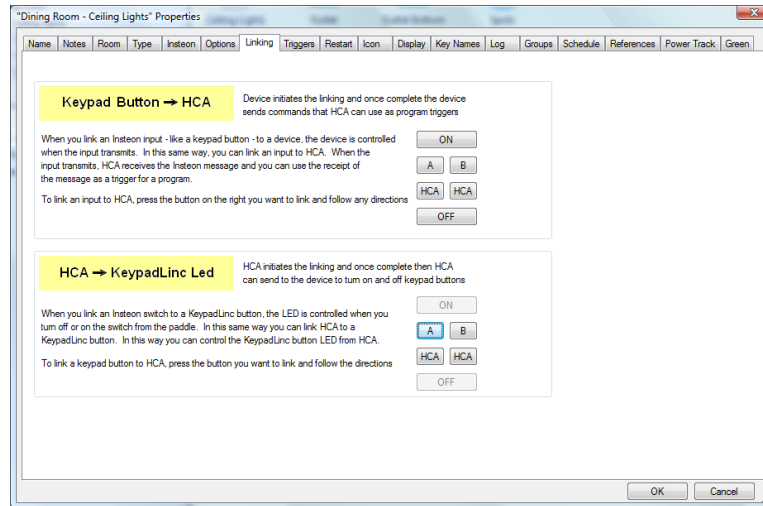 "Dining Room - Ceiling Lights" Properties
Name Notes Room Type Insteon Options Linking Triggers Restart Icon Display Key Names Log Groups Schedule References Power Track Green
Keypad Button → HCA
Device initiates the linking and once complete the device
sends commands that HCA can use as program triggers
When you link an Insteon input - like a keypad button - to a device, the device is controlled
when the input transmits. In this same way, you can link an input to HCA. When the
input transmits, HCA receives the Insteon message and you can use the receipt of
the message as a trigger for a program.
To link an input to HCA, press the button on the right you want to link and follow any directions
ON
A B
HCA HCA
OFF
HCA → KeypadLinc Led
HCA initiates the linking and once complete then HCA
can send to the device to turn on and off keypad buttons
When you link an Insteon switch to a KeypadLinc button, the LED is controlled when you
turn off or on the switch from the paddle. In this same way you can link HCA to a
KeypadLinc button. In this way you can control the KeypadLinc button LED from HCA.
To link a keypad button to HCA, press the button you want to link and follow the directions
ON
A B
HCA HCA
OFF
OK Cancel